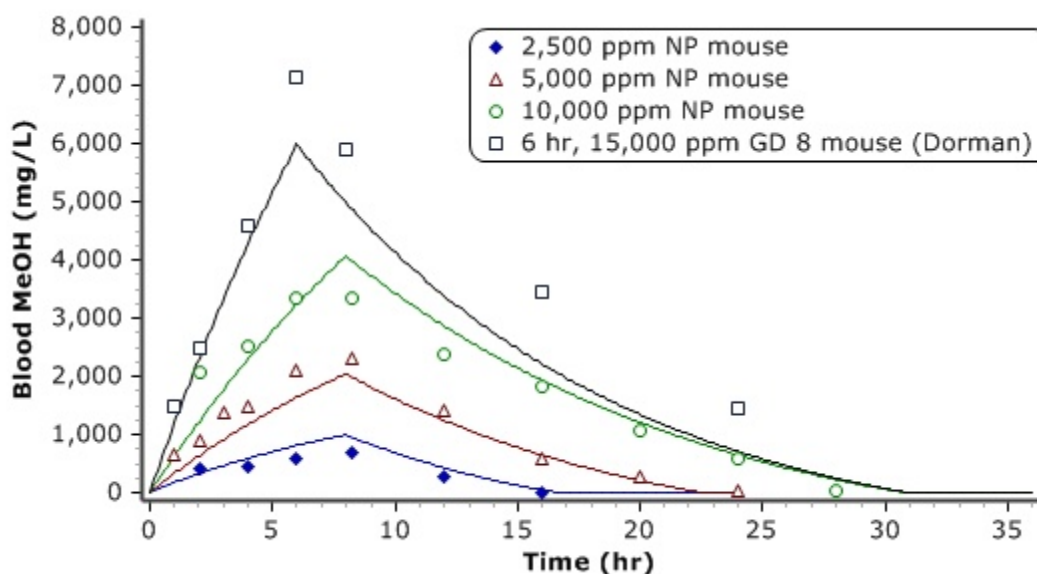 8,000
7,000
6,000
5,000
4,000
3,000
2,000
1,000
0
Blood MeOH (mg/L)
2,500 ppm NP mouse
5,000 ppm NP mouse
10,000 ppm NP mouse
6 hr, 15,000 ppm GD 8 mouse (Dorman)
0 5 10 15 20 25 30 35
Time (hr)